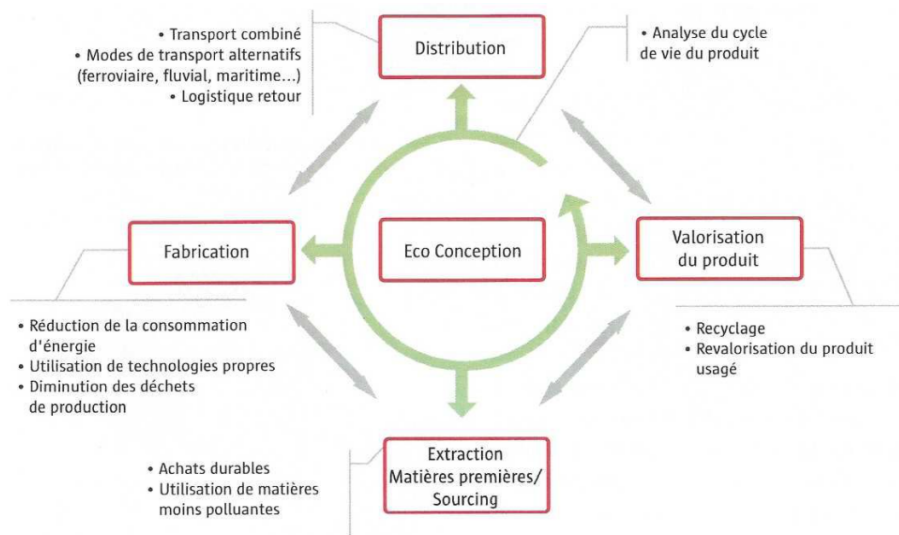 • Transport combiné
• Modes de transport alternatifs
(ferroviaire, fluvial, maritime...)
• Logistique retour
Distribution
• Analyse du cycle
de vie du produit
Fabrication
Eco Conception
Valorisation
du produit
• Réduction de la consommation
d'énergie
• Utilisation de technologies propres
• Diminution des déchets
de production
• Recyclage
• Revalorisation du produit
usagé
• Achats durables
• Utilisation de matières
moins polluantes
Extraction
Matières premières/
Sourcing